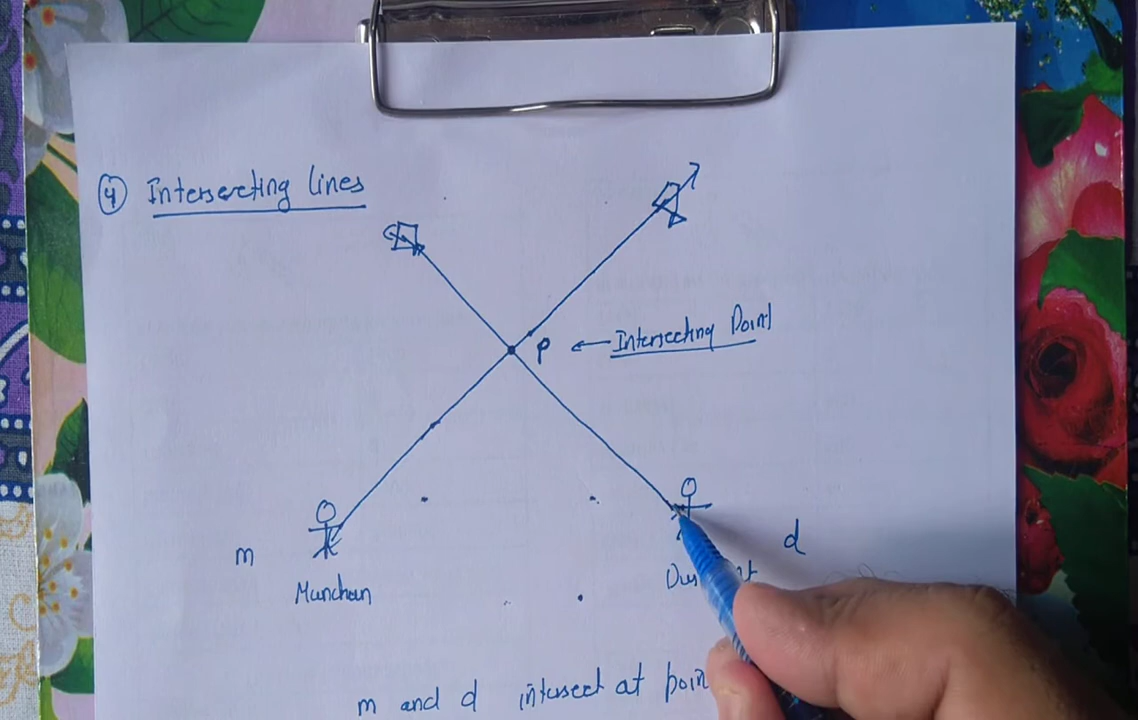 ④ Intersecting lines
P ← Intersecting Point
m
d
Munchun
m and d intersect at